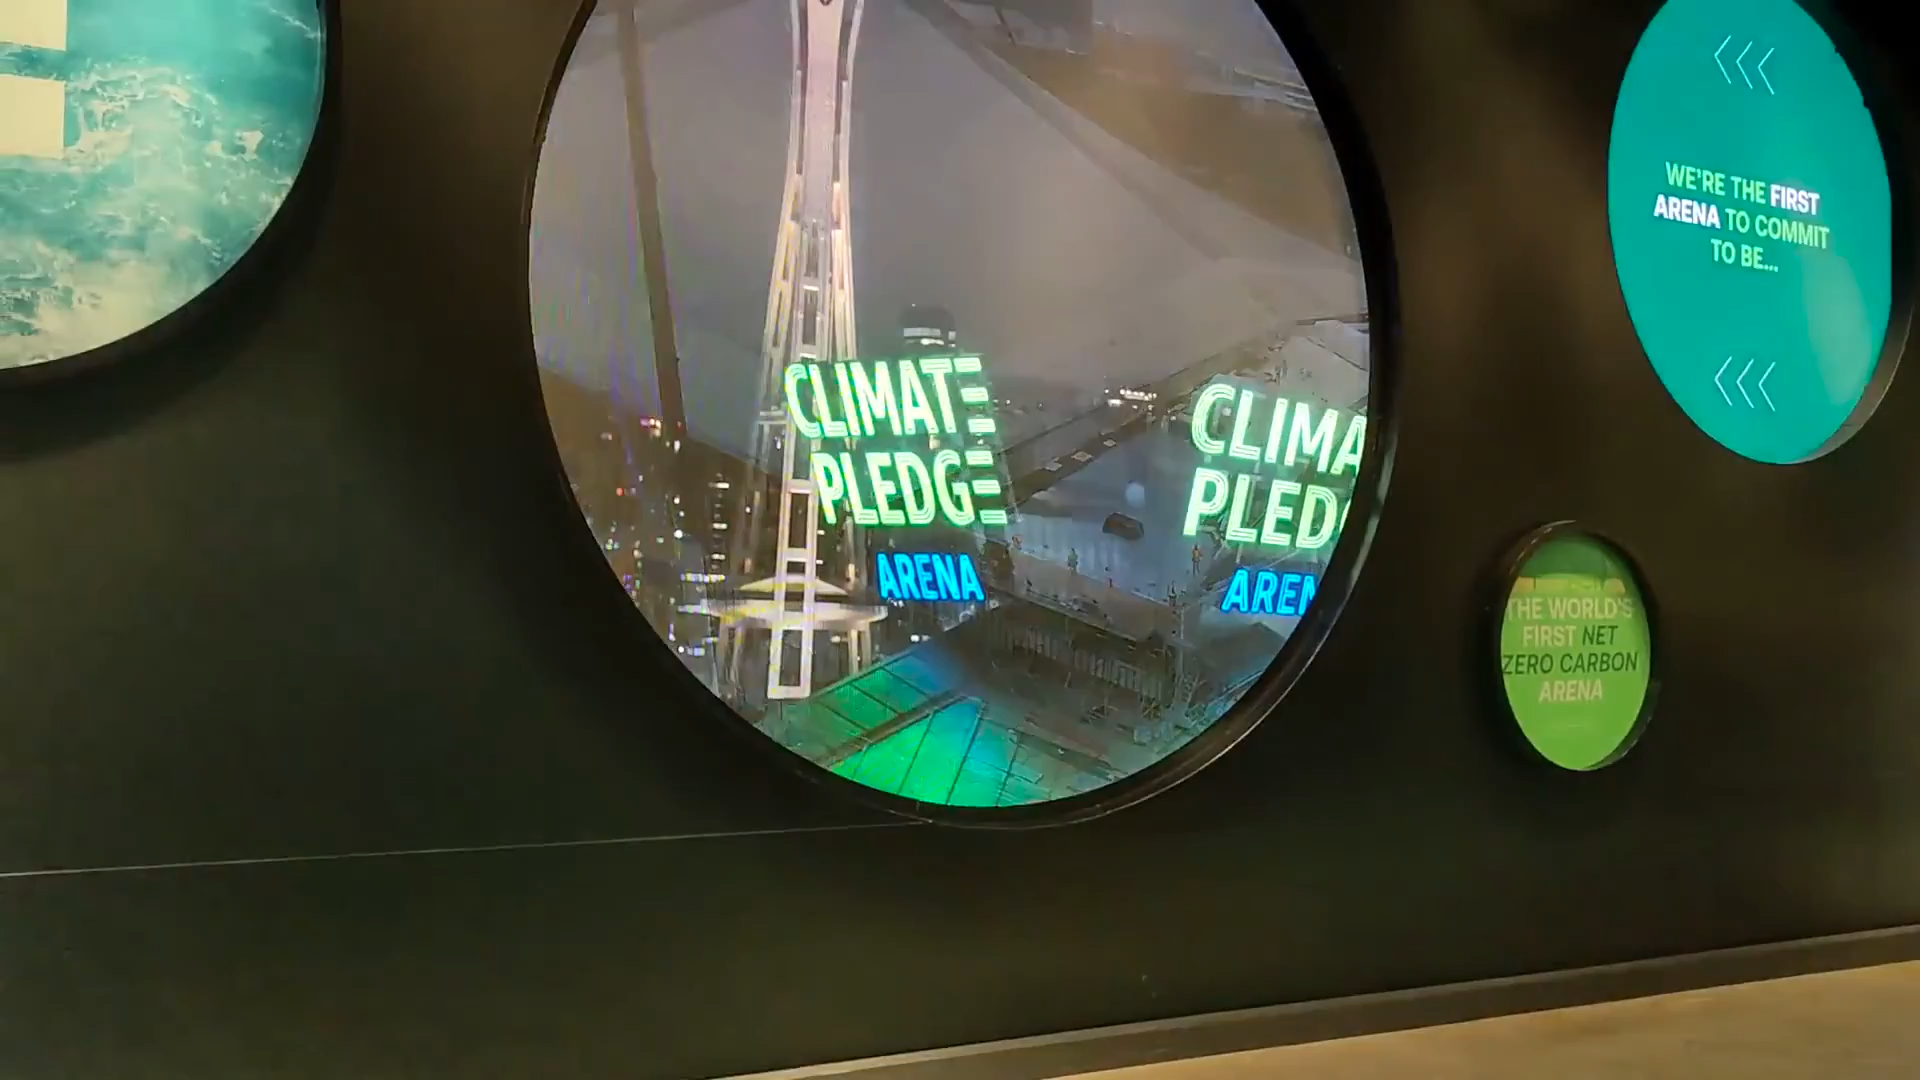 CLIMATE
PLEDGE
ARENA
CLIMA
PLEDG
AREN
WE'RE THE FIRST
ARENA TO COMMIT
TO BE...
THE WORLD'S
FIRST NET
ZERO CARBON
ARENA